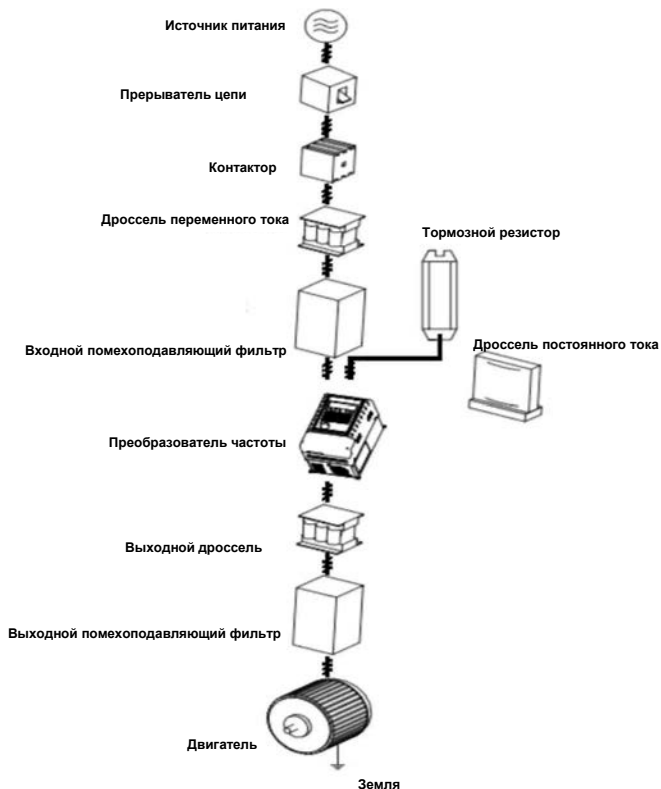 Источник питания
Прерыватель цепи
Контактор
Дроссель переменного тока
Тормозной резистор
Входной помехоподавляющий фильтр
Дроссель постоянного тока
Преобразователь частоты
Выходной дроссель
Выходной помехоподавляющий фильтр
Двигатель
Земля